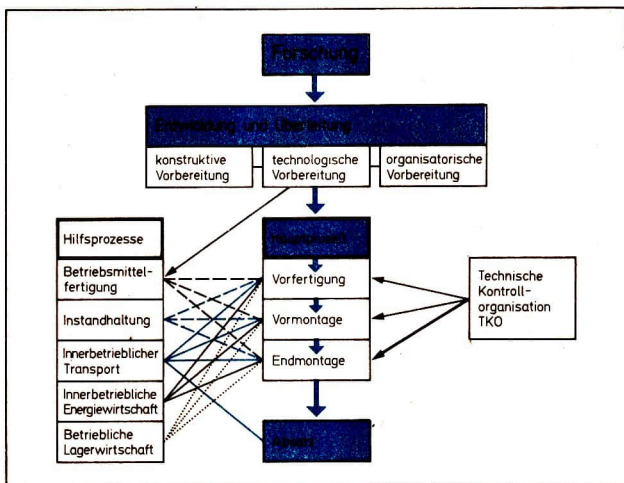 Forschung
Entwicklung und Überleitung
konstruktive
Vorbereitung
technologische
Vorbereitung
organisatorische
Vorbereitung
Hilfsprozesse
Betriebsmittel-
fertigung
Instandhaltung
Innerbetrieblicher
Transport
Innerbetriebliche
Energiewirtschaft
Betriebliche
Lagerwirtschaft
Vorfertigung
Vormontage
Endmontage
Absatz
Technische
Kontroll-
organisation
TKO